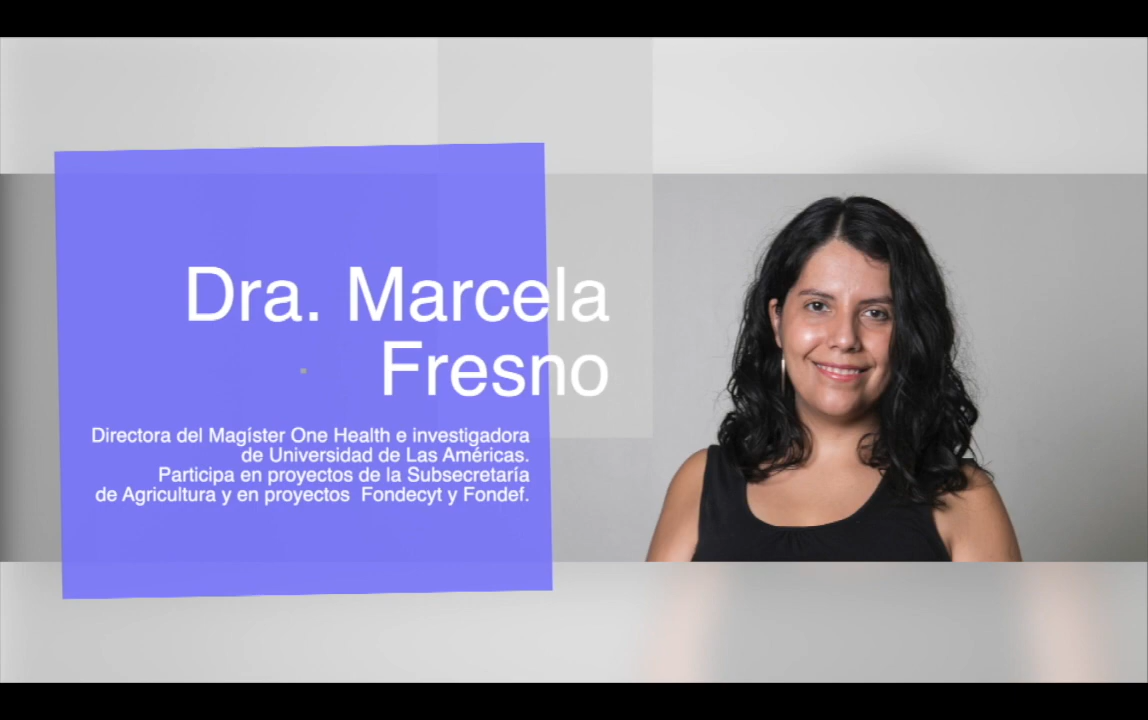 Dra. Marcela
Fresno
Directora del Magíster One Health e investigadora
de Universidad de Las Américas.
Participa en proyectos de la Subsecretaría
de Agricultura y en proyectos  Fondecyt y Fondef.